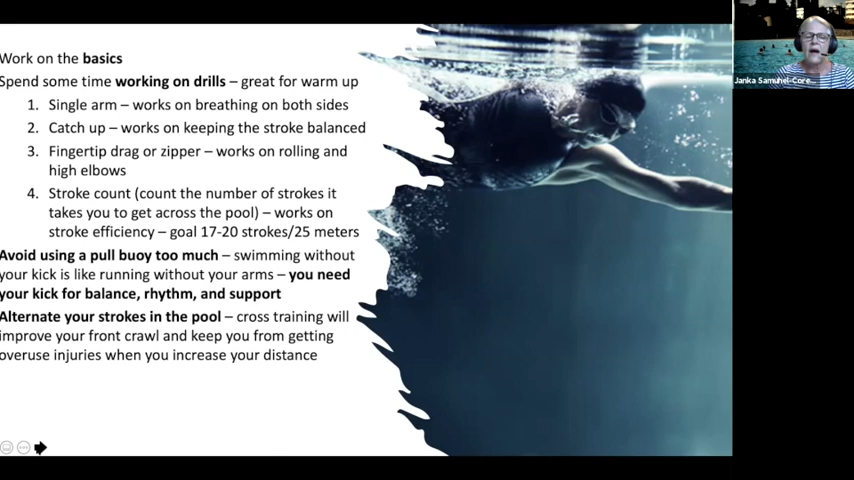 Work on the basics
Spend some time working on drills – great for warm up
1. Single arm – works on breathing on both sides
2. Catch up – works on keeping the stroke balanced
3. Fingertip drag or zipper – works on rolling and
high elbows
4. Stroke count (count the number of strokes it
takes you to get across the pool) – works on
stroke efficiency – goal 17-20 strokes/25 meters
Avoid using a pull buoy too much – swimming without
your kick is like running without your arms – you need
your kick for balance, rhythm, and support
Alternate your strokes in the pool – cross training will
improve your front crawl and keep you from getting
overuse injuries when you increase your distance
Janka Samuhel-Core...